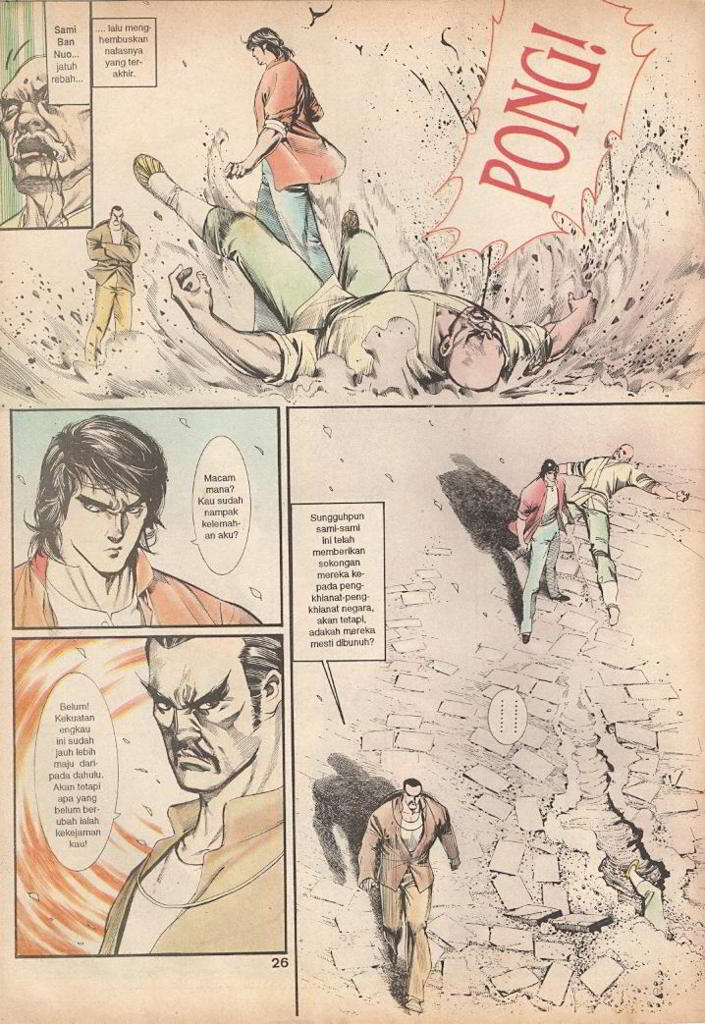 Sami
Ban
Nuo...
jatuh
rebah...
.... lalu meng-
hembuskan
nafasnya
yang ter-
akhir.
PONG!
Macam
mana?
Kau sudah
nampak
kelemah-
an aku?
Belum!
Kekuatan
engkau
ini sudah
jauh lebih
maju dari-
pada dahulu.
Akan tetapi
apa yang
belum ber-
ubah ialah
kekejaman
kau!
Sungguhpun
sami-sami
ini telah
memberikan
sokongan
mereka ke-
pada peng-
khianat-peng-
khianat negara,
akan tetapi,
adakah mereka
mesti dibunuh?
......
26